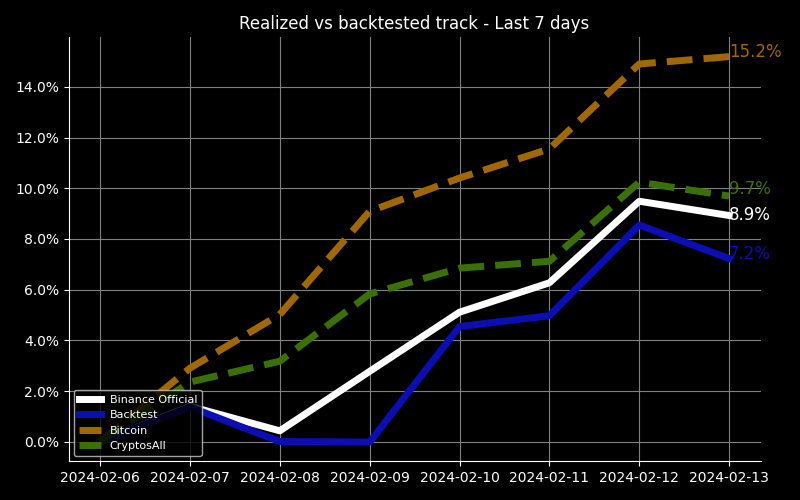 Realized vs backtested track - Last 7 days
15.2%
14.0%
12.0%
10.0%
9.7%
8.9%
8.0%
7.2%
6.0%
4.0%
2.0%
0.0%
Binance Official
Backtest
Bitcoin
CryptosAll
2024-02-06 2024-02-07 2024-02-08 2024-02-09 2024-02-10 2024-02-11 2024-02-12 2024-02-13